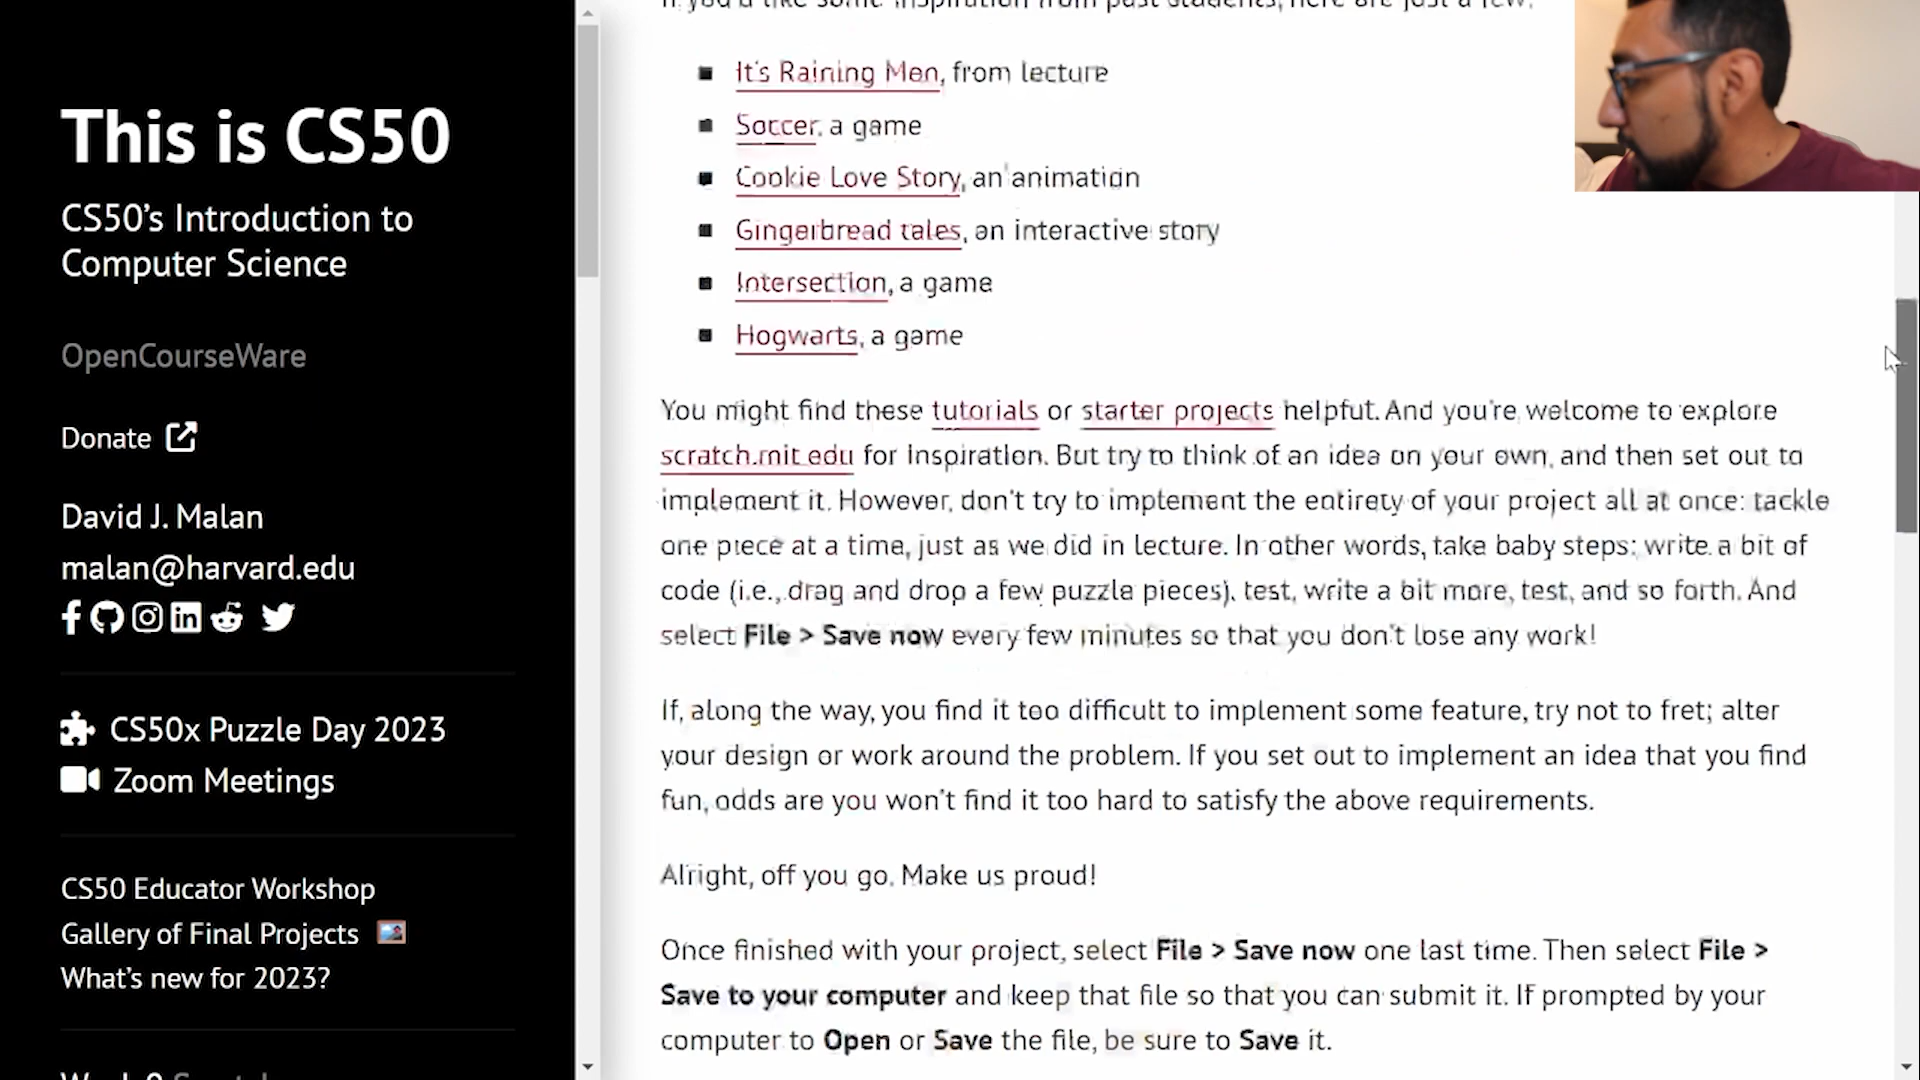 This is CS50
CS50’s Introduction to
Computer Science
OpenCourseWare
Donate
David J. Malan
malan@harvard.edu
CS50x Puzzle Day 2023
Zoom Meetings
CS50 Educator Workshop
Gallery of Final Projects
What’s new for 2023?
If you’d like some inspiration from past students, here are just a few:
It’s Raining Men, from lecture
Soccer, a game
Cookie Love Story, an animation
Gingerbread tales, an interactive story
Intersection, a game
Hogwarts, a game
You might find these tutorials or starter projects helpful. And you’re welcome to explore
scratch.mit.edu for inspiration. But try to think of an idea on your own, and then set out to
implement it. However, don’t try to implement the entirety of your project all at once: tackle
one piece at a time, just as we did in lecture. In other words, take baby steps: write a bit of
code (i.e., drag and drop a few puzzle pieces), test, write a bit more, test, and so forth. And
select File > Save now every few minutes so that you don’t lose any work!
If, along the way, you find it too difficult to implement some feature, try not to fret; alter
your design or work around the problem. If you set out to implement an idea that you find
fun, odds are you won’t find it too hard to satisfy the above requirements.
Alright, off you go. Make us proud!
Once finished with your project, select File > Save now one last time. Then select File >
Save to your computer and keep that file so that you can submit it. If prompted by your
computer to Open or Save the file, be sure to Save it.